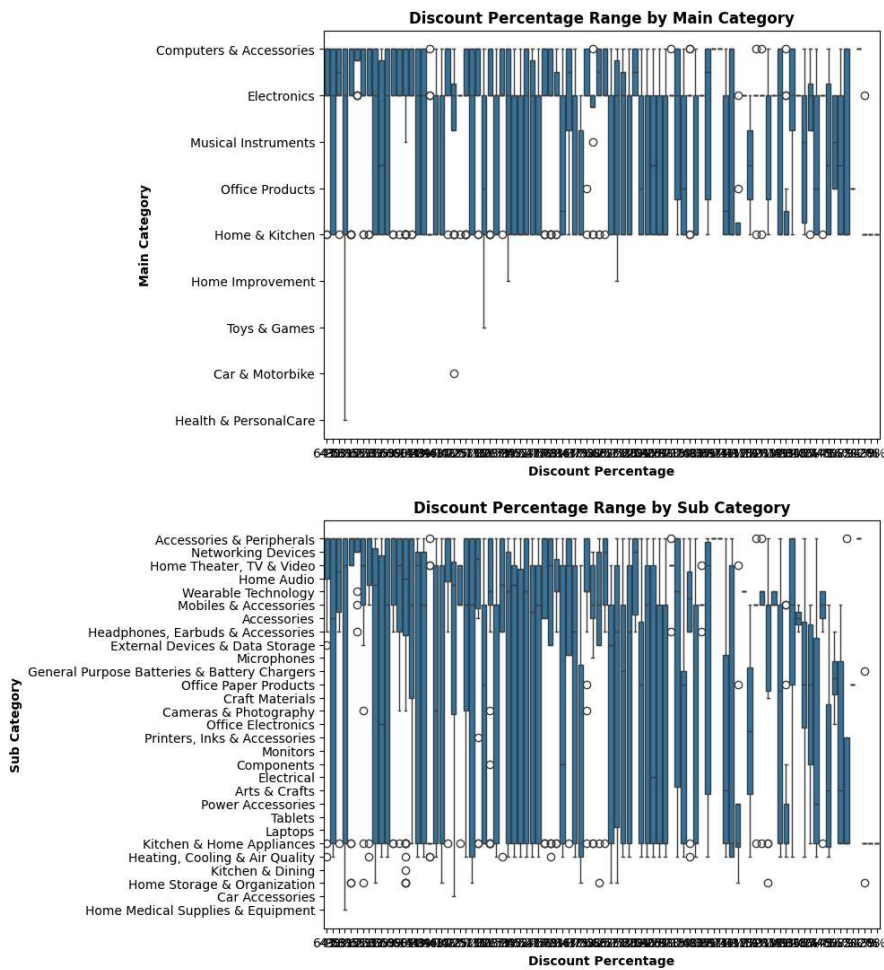 Discount Percentage Range by Main Category
Main Category
Computers & Accessories
Electronics
Musical Instruments
Office Products
Home & Kitchen
Home Improvement
Toys & Games
Car & Motorbike
Health & PersonalCare
Discount Percentage
Discount Percentage Range by Sub Category
Sub Category
Accessories & Peripherals
Networking Devices
Home Theater, TV & Video
Home Audio
Wearable Technology
Mobiles & Accessories
Accessories
Headphones, Earbuds & Accessories
External Devices & Data Storage
Microphones
General Purpose Batteries & Battery Chargers
Office Paper Products
Craft Materials
Cameras & Photography
Office Electronics
Printers, Inks & Accessories
Monitors
Components
Electrical
Arts & Crafts
Power Accessories
Tablets
Laptops
Kitchen & Home Appliances
Heating, Cooling & Air Quality
Kitchen & Dining
Home Storage & Organization
Car Accessories
Home Medical Supplies & Equipment
Discount Percentage